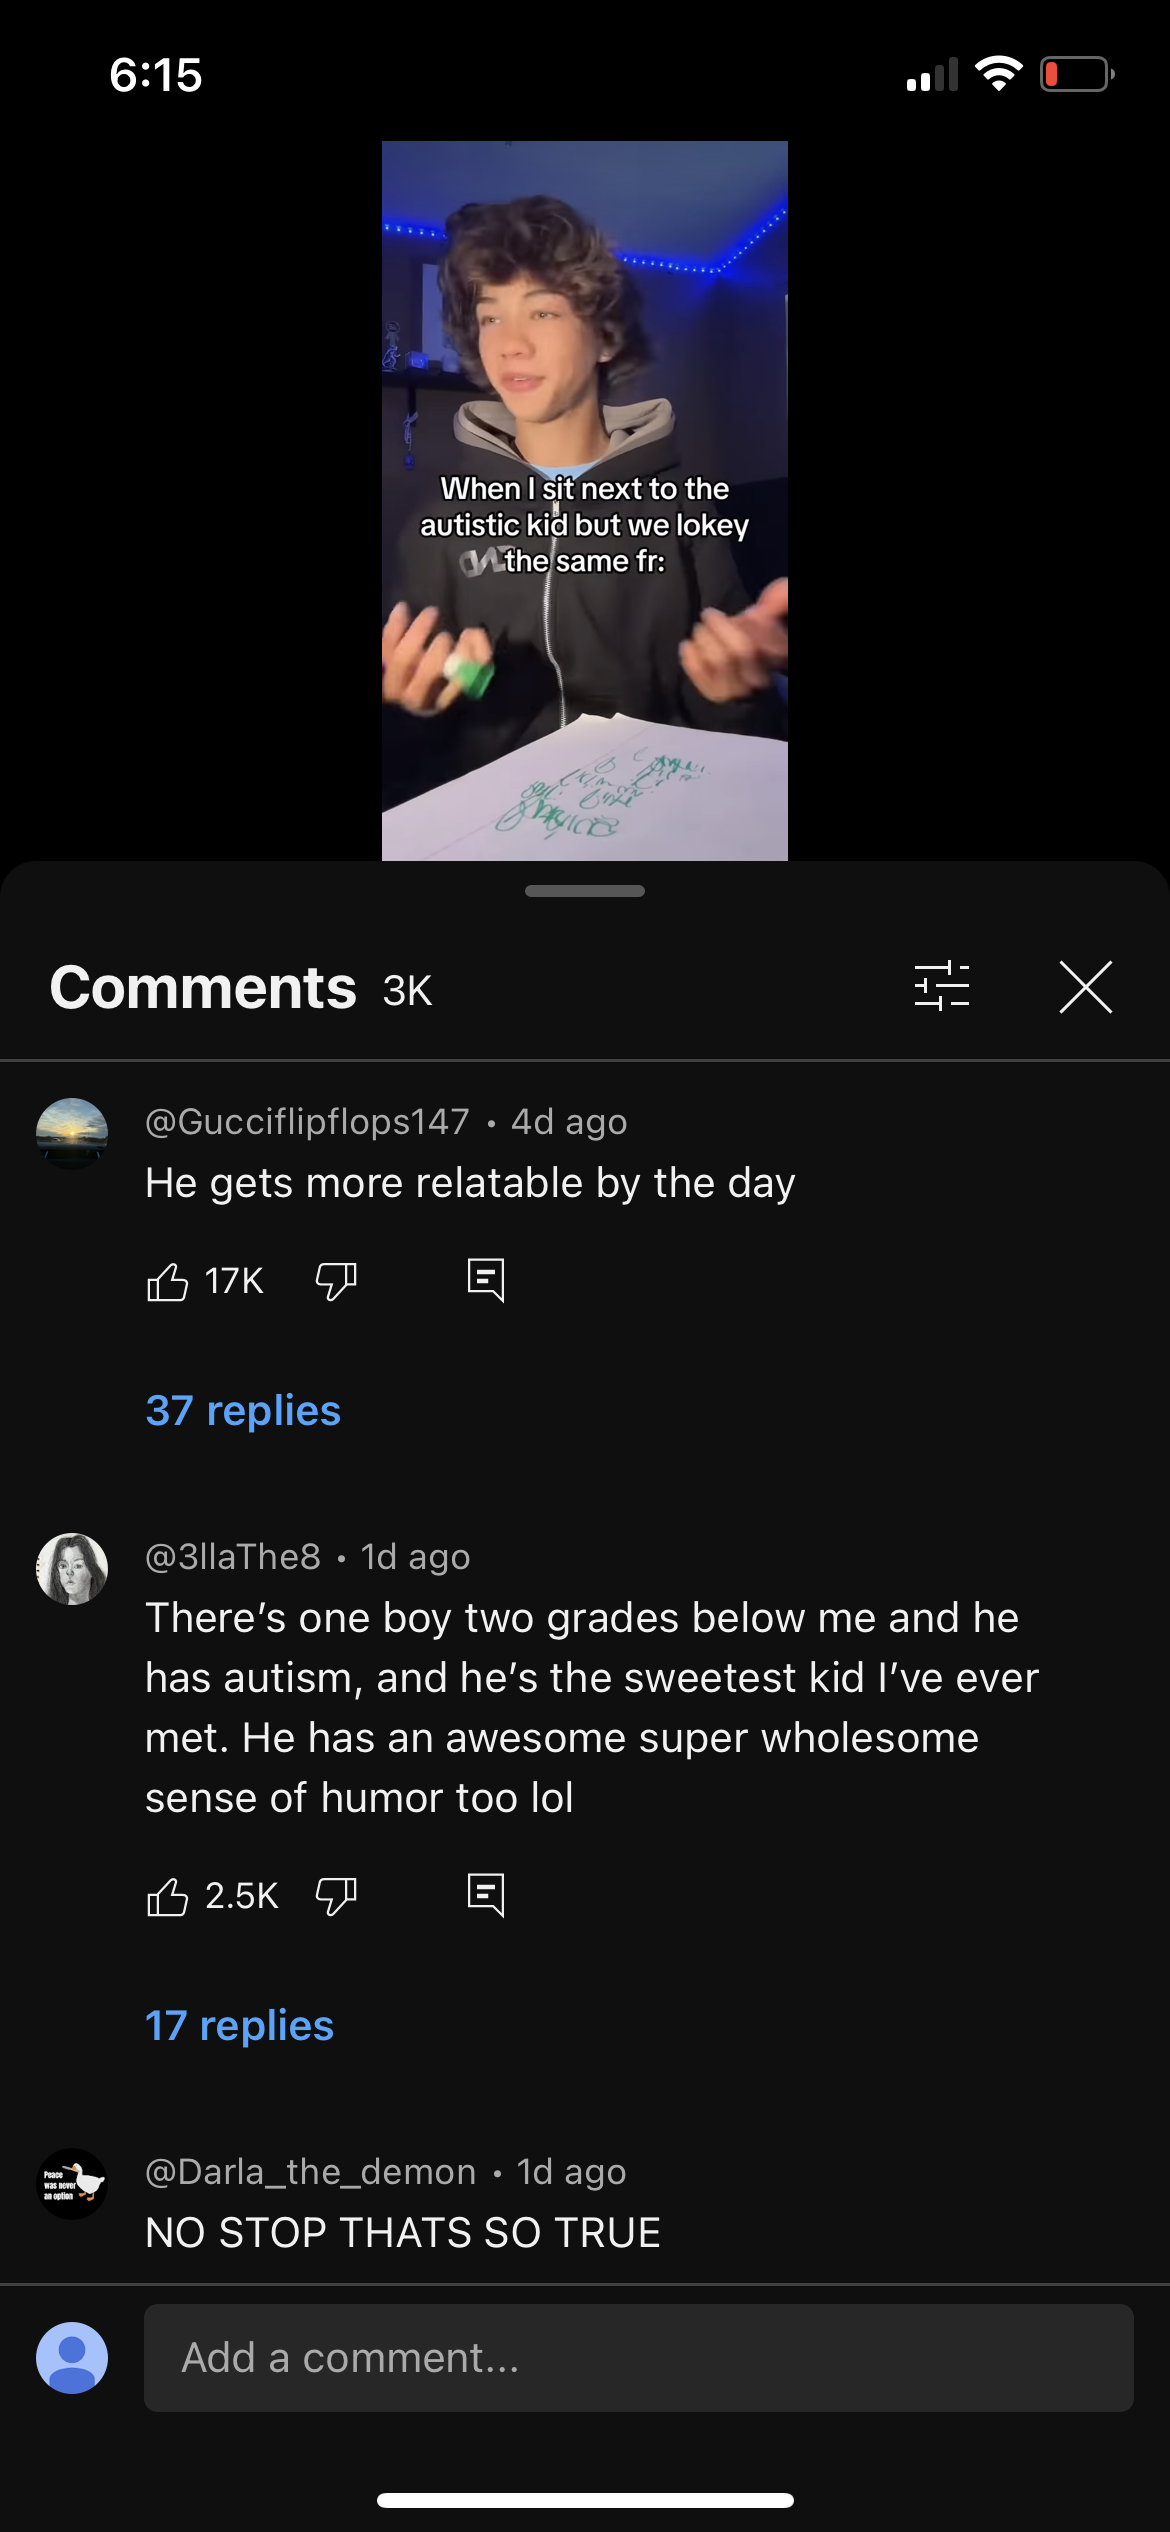 6:15
When I sit next to the
autistic kid but we lokey
the same fr:
Comments 3K
@Gucciflipflops147 • 4d ago
He gets more relatable by the day
17K
37 replies
@3llaThe8 • 1d ago
There’s one boy two grades below me and he
has autism, and he’s the sweetest kid I’ve ever
met. He has an awesome super wholesome
sense of humor too lol
2.5K
17 replies
Peace
was never
an option
@Darla_the_demon • 1d ago
NO STOP THATS SO TRUE
Add a comment...